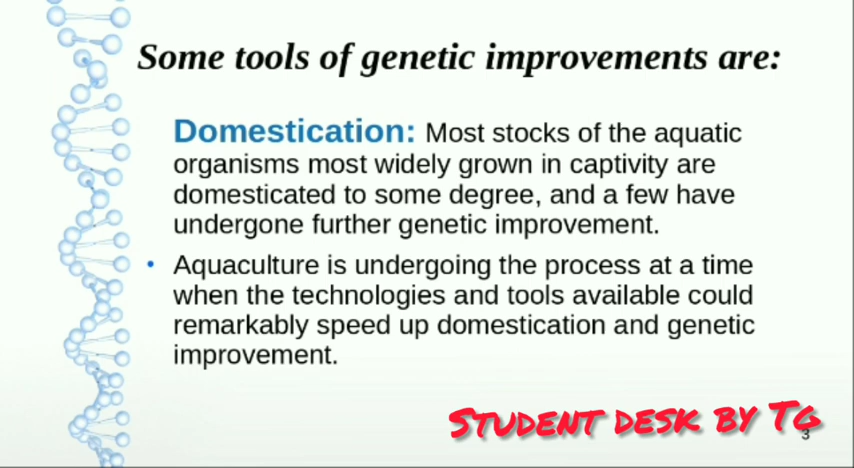 Some tools of genetic improvements are:
Domestication: Most stocks of the aquatic
organisms most widely grown in captivity are
domesticated to some degree, and a few have
undergone further genetic improvement.
• Aquaculture is undergoing the process at a time
when the technologies and tools available could
remarkably speed up domestication and genetic
improvement.
STUDENT DESK BY TG
3